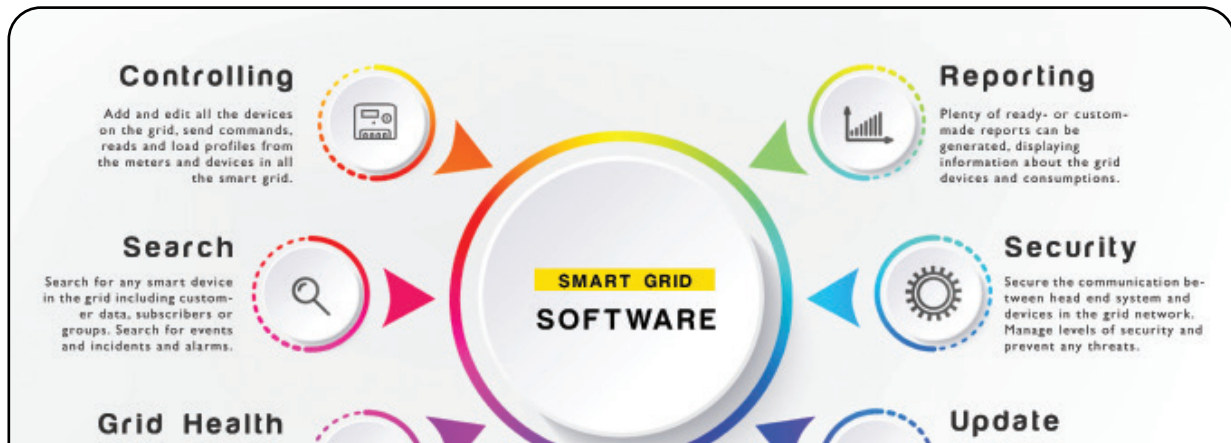 Controlling
Add and edit all the devices
on the grid, send commands,
reads and load profiles from
the meters and devices in all
the smart grid.
Search
Search for any smart device
in the grid including custom-
er data, subscribers or
groups. Search for events
and incidents and alarms.
Grid Health
SMART GRID
SOFTWARE
Reporting
Plenty of ready- or custom-
made reports can be
generated, displaying
information about the grid
devices and consumptions.
Security
Secure the communication be-
tween head end system and
devices in the grid network.
Manage levels of security and
prevent any threats.
Update